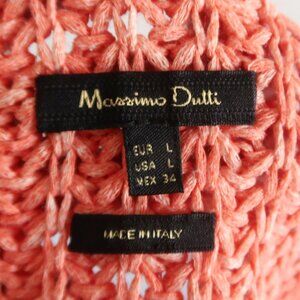 Massimo Dutti
EUR L
USA L
MEX 34
MADE IN ITALY